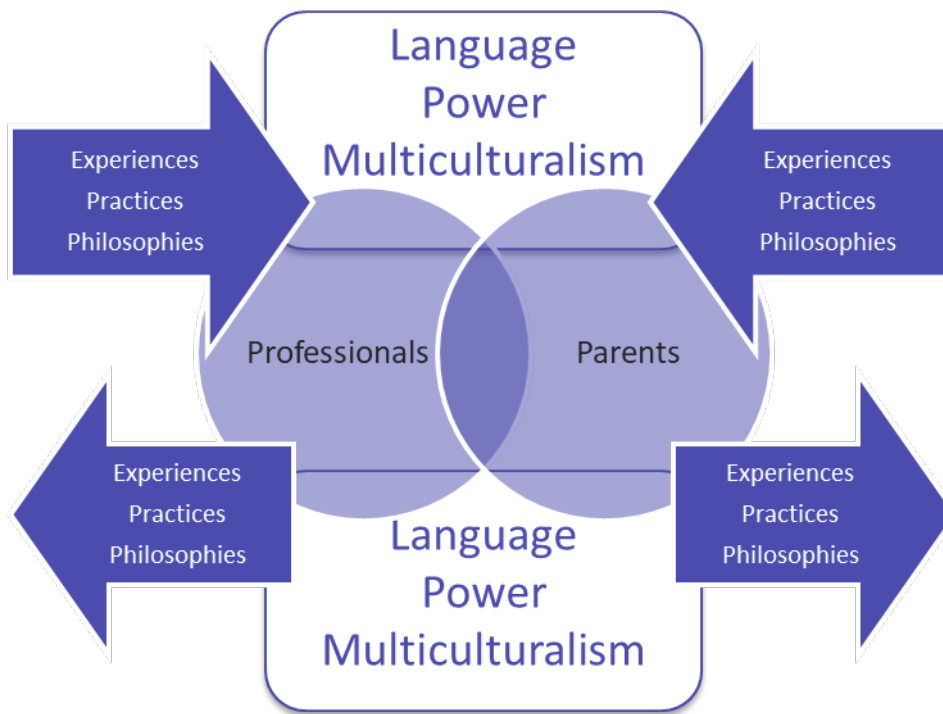 Language
Power
Multiculturalism
Experiences
Practices
Philosophies
Experiences
Practices
Philosophies
Professionals
Parents
Experiences
Practices
Philosophies
Experiences
Practices
Philosophies
Language
Power
Multiculturalism